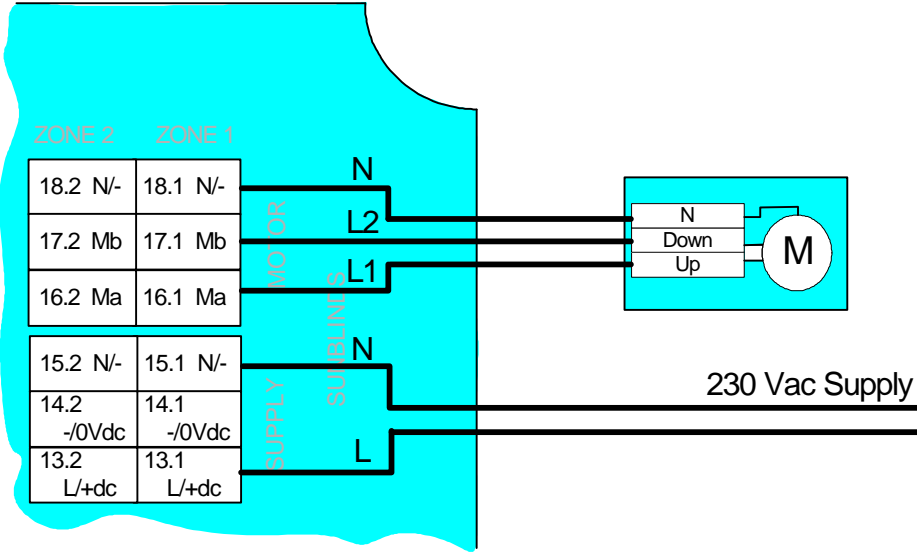 ZONE 2 ZONE 1
18.2 N/- 18.1 N/- N
17.2 Mb 17.1 Mb L2
16.2 Ma 16.1 Ma L1
MOTOR
SUNBLINDS
N
Down
Up
M
15.2 N/- 15.1 N/- N
14.2 14.1
-/0Vdc -/0Vdc
13.2 13.1
L/+dc L/+dc L
SUPPLY
230 Vac Supply